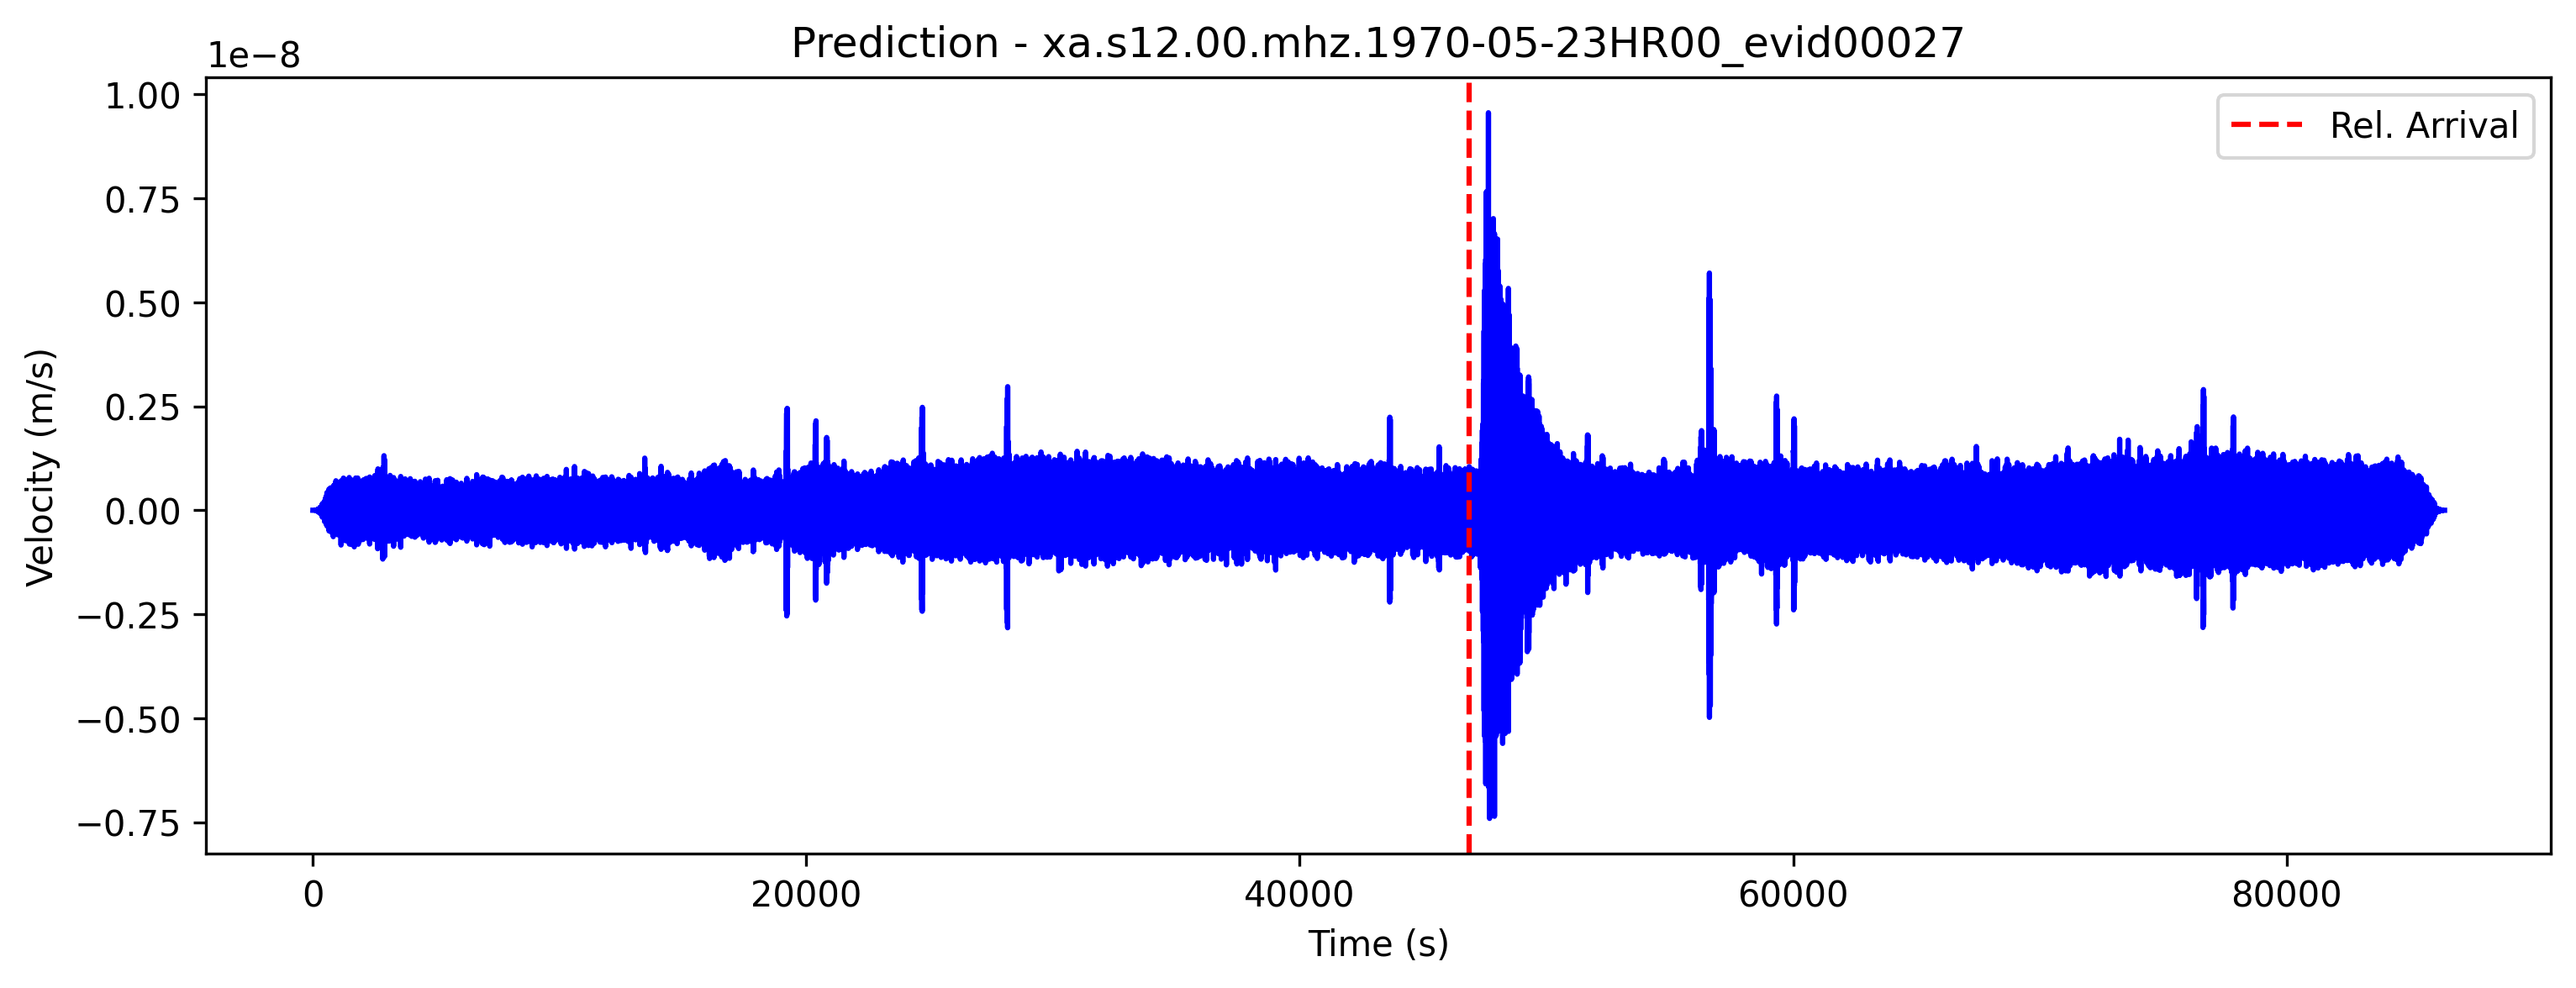 Prediction - xa.s12.00.mhz.1970-05-23HR00_evid00027
1e−8
1.00
0.75
0.50
0.25
0.00
−0.25
−0.50
−0.75
Velocity (m/s)
Rel. Arrival
0 20000 40000 60000 80000
Time (s)